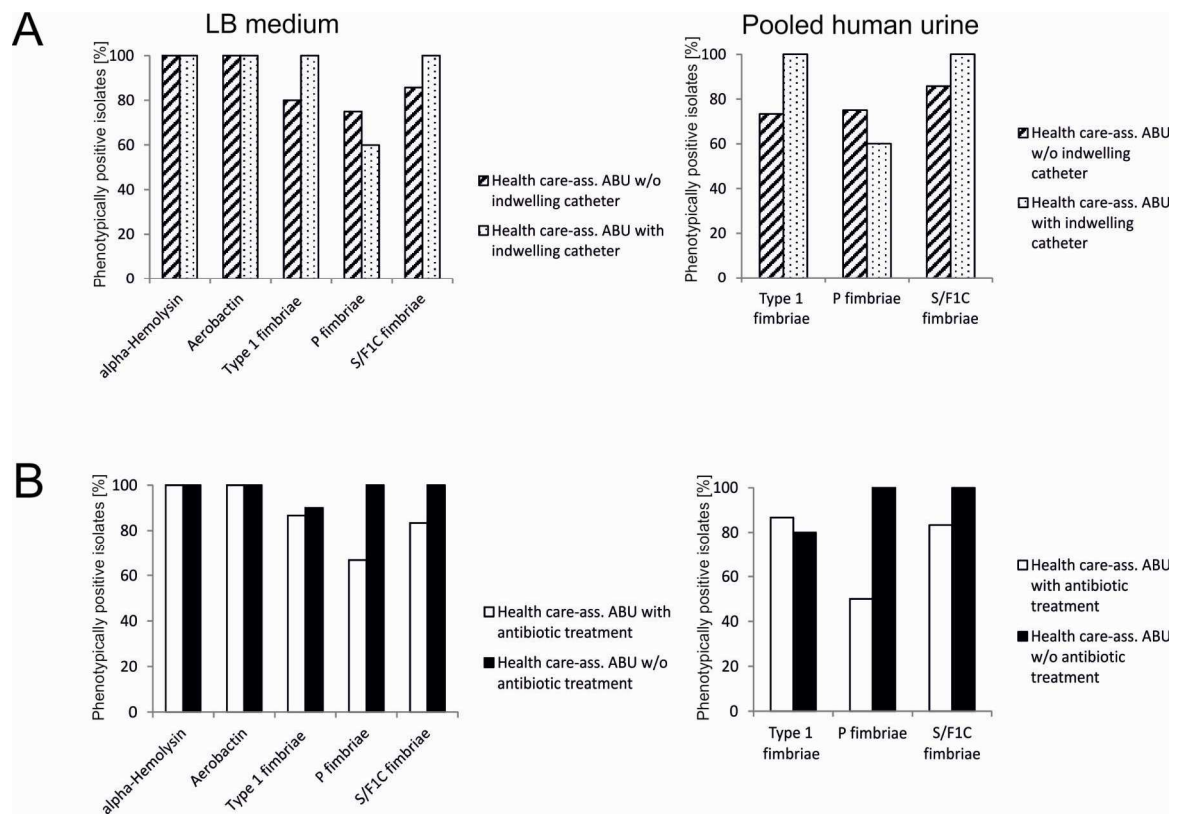 A
LB medium
Pooled human urine
Phenotypically positive isolates [%]
100
80
60
40
20
0
alpha-Hemolysin
Aerobactin
Type 1 fimbriae
P fimbriae
S/F1C fimbriae
Health care-ass. ABU w/o
indwelling catheter
Health care-ass. ABU with
indwelling catheter
Phenotypically positive isolates [%]
100
80
60
40
20
0
Type 1
fimbriae
P fimbriae
S/F1C
fimbriae
Health care-ass. ABU
w/o indwelling
catheter
Health care-ass. ABU
with indwelling
catheter
B
Phenotypically positive isolates [%]
100
80
60
40
20
0
alpha-Hemolysin
Aerobactin
Type 1 fimbriae
P fimbriae
S/F1C fimbriae
Health care-ass. ABU with
antibiotic treatment
Health care-ass. ABU w/o
antibiotic treatment
Phenotypically positive isolates [%]
100
80
60
40
20
0
Type 1
fimbriae
P fimbriae
S/F1C
fimbriae
Health care-ass. ABU
with antibiotic
treatment
Health care-ass. ABU
w/o antibiotic
treatment